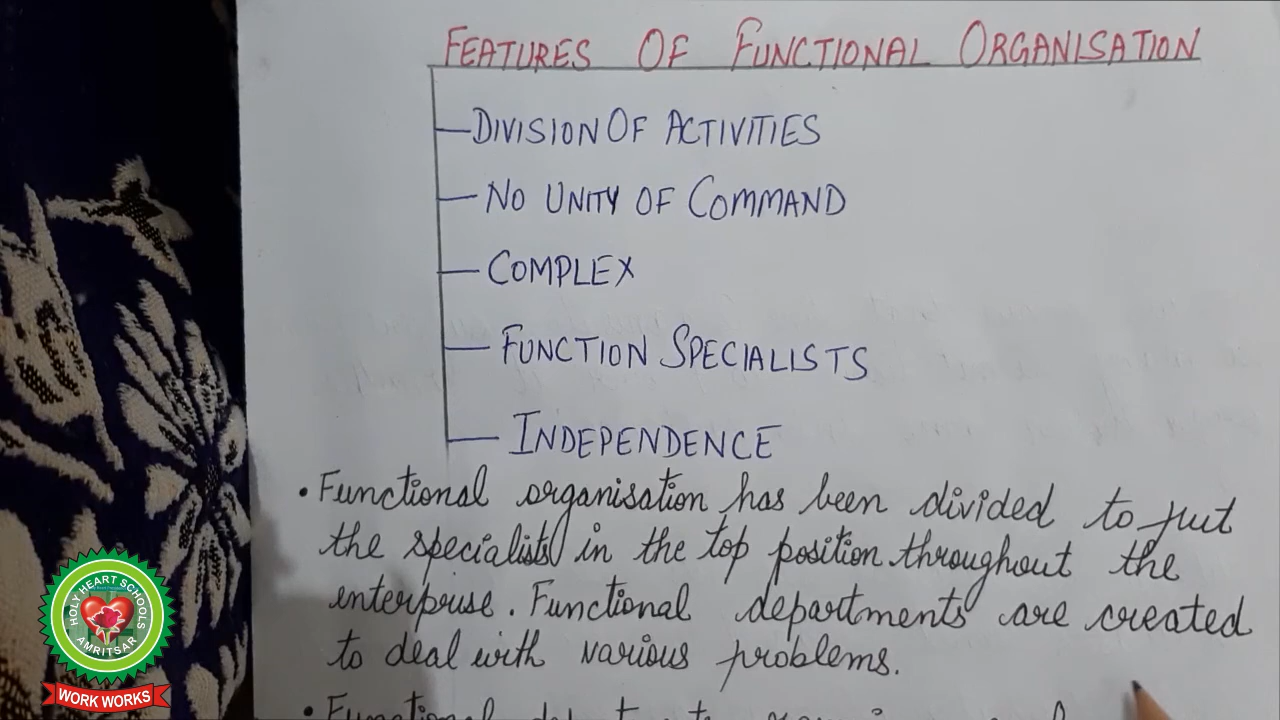 FEATURES OF FUNCTIONAL ORGANISATION
DIVISION OF ACTIVITIES
NO UNITY OF COMMAND
COMPLEX
FUNCTION SPECIALISTS
INDEPENDENCE
• Functional organisation has been divided to put
the specialists in the top position throughout the
enterprise. Functional departments are created
to deal with various problems.
• Functional
HOLY HEART SCHOOLS
AMRITSAR
WORK WORKS